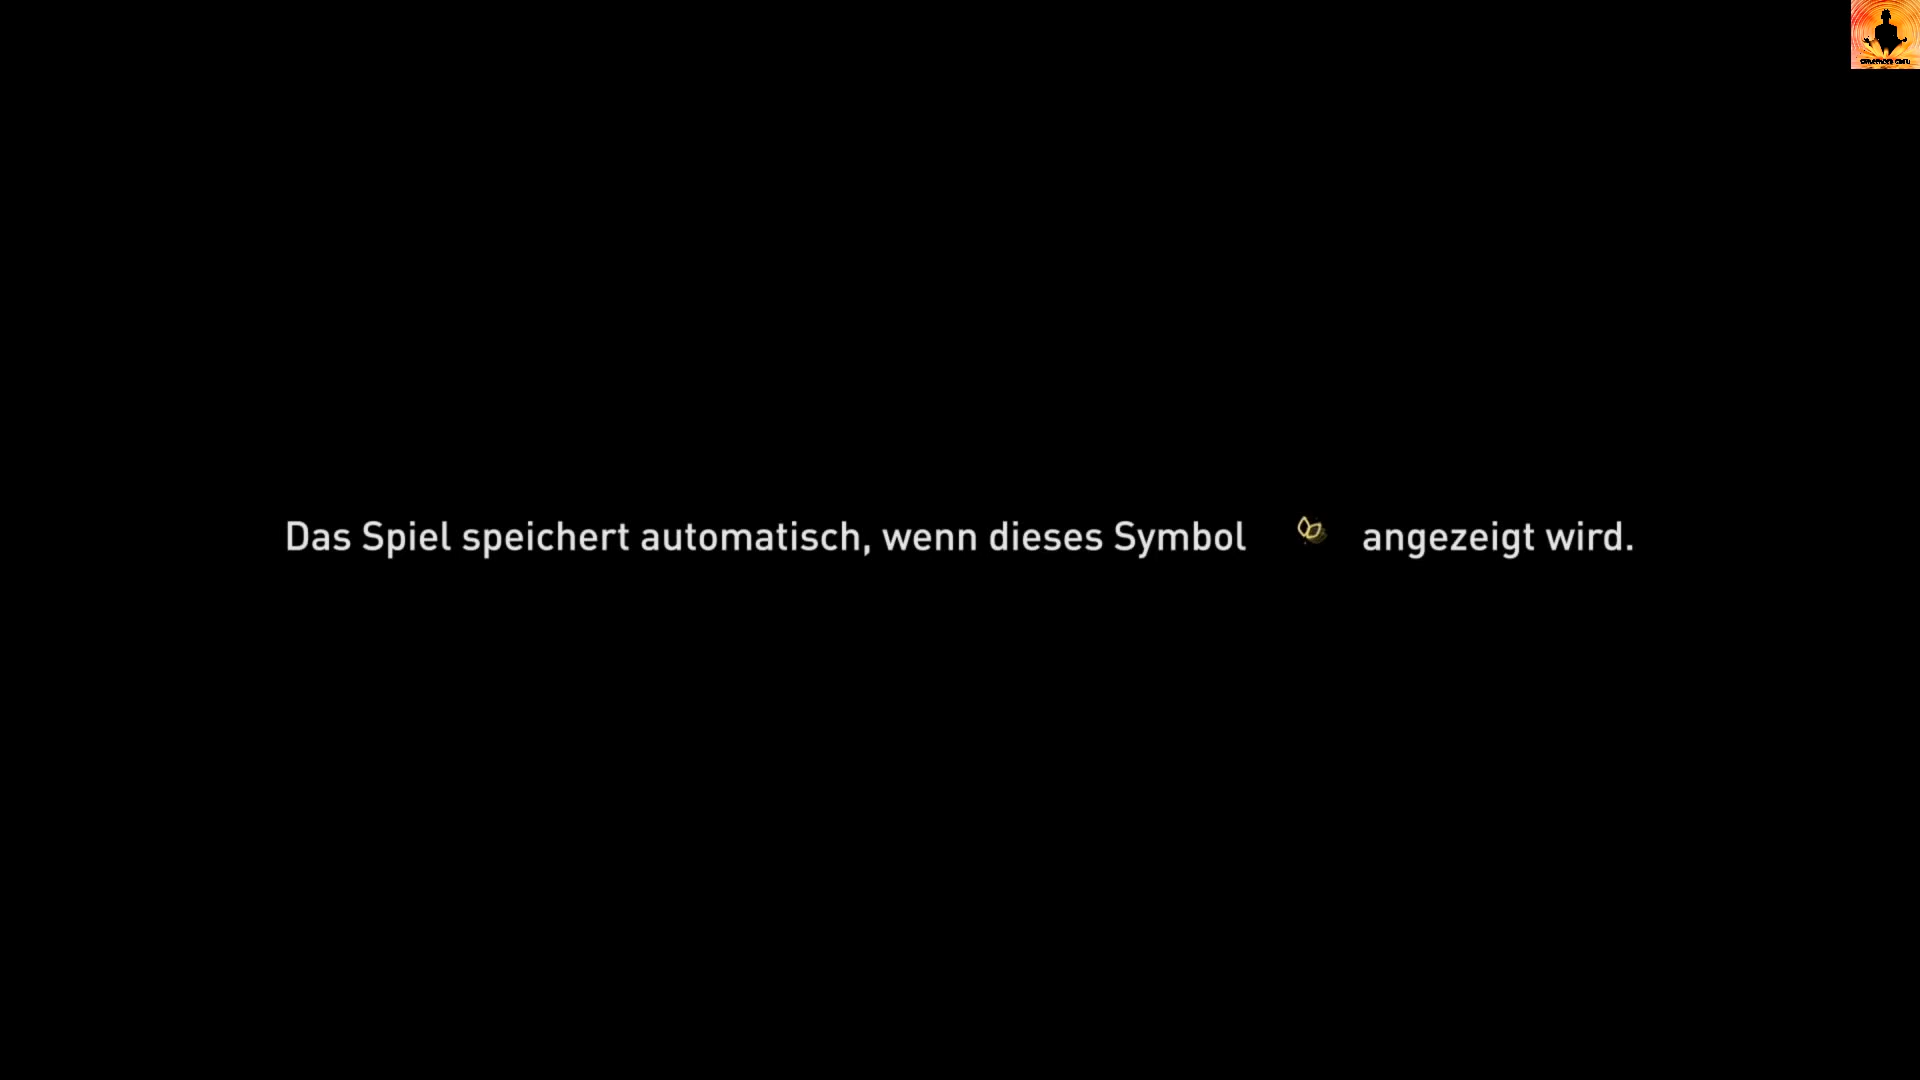 Das Spiel speichert automatisch, wenn dieses Symbol angezeigt wird.